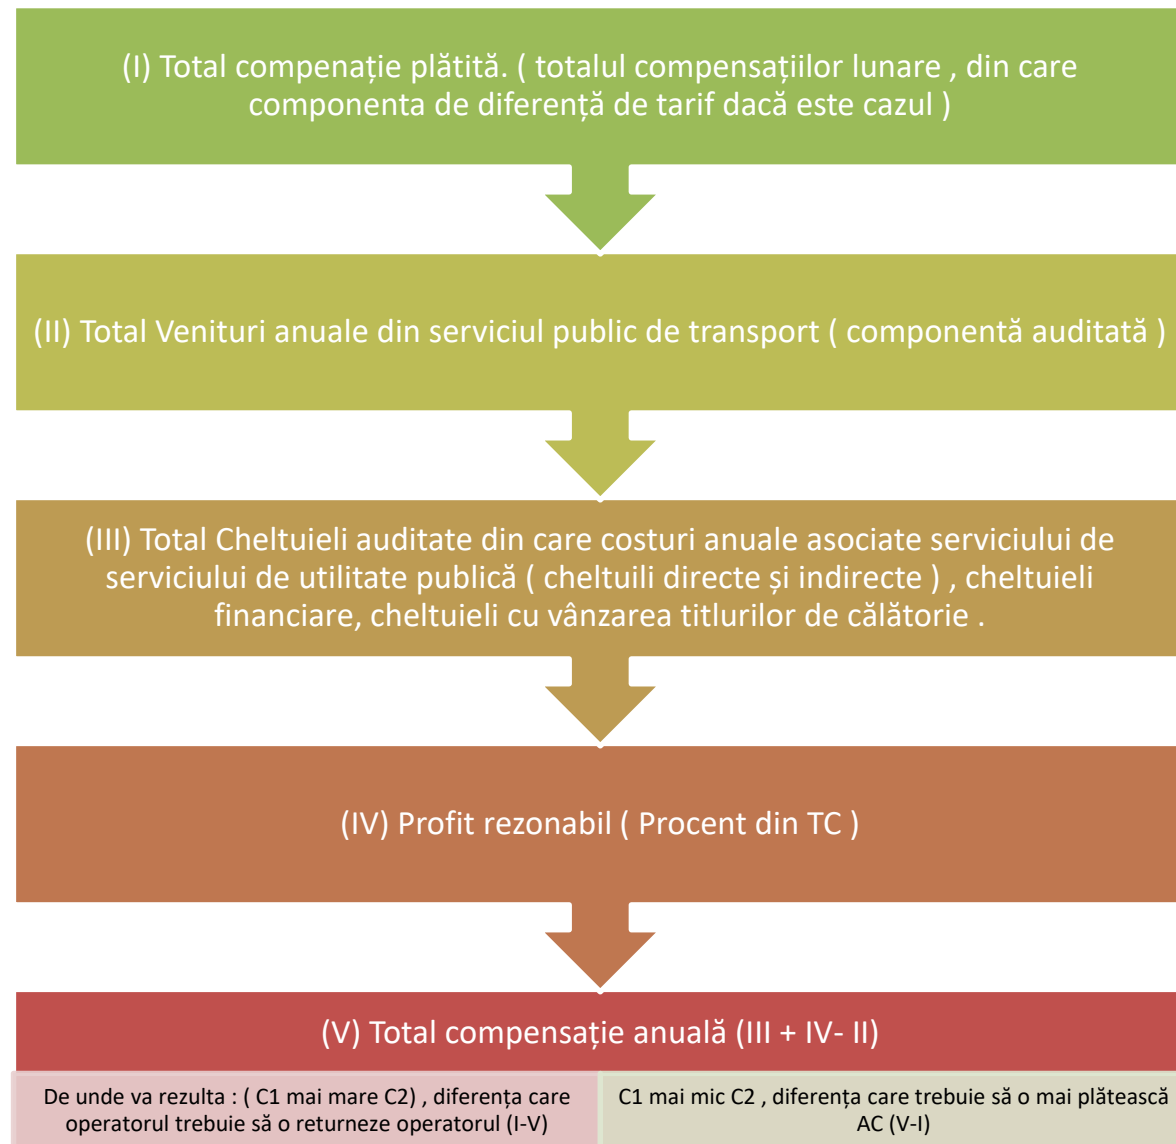 (I) Total compenație plătită. ( totalul compensațiilor lunare , din care
componenta de diferență de tarif dacă este cazul )
(II) Total Venituri anuale din serviciul public de transport ( componentă auditată )
(III) Total Cheltuieli auditate din care costuri anuale asociate serviciului de
serviciului de utilitate publică ( cheltuili directe și indirecte ) , cheltuieli
financiare, cheltuieli cu vânzarea titlurilor de călătorie .
(IV) Profit rezonabil ( Procent din TC )
(V) Total compensație anuală (III + IV- II)
De unde va rezulta : ( C1 mai mare C2) , diferența care
operatorul trebuie să o returneze operatorul (I-V)
C1 mai mic C2 , diferența care trebuie să o mai plătească
AC (V-I)